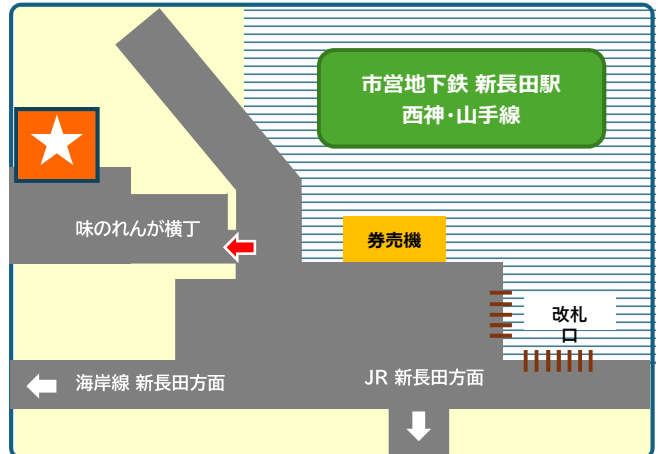 市営地下鉄 新長田駅
西神・山手線
味のれんが横丁
券売機
改札
口
海岸線 新長田方面
JR 新長田方面